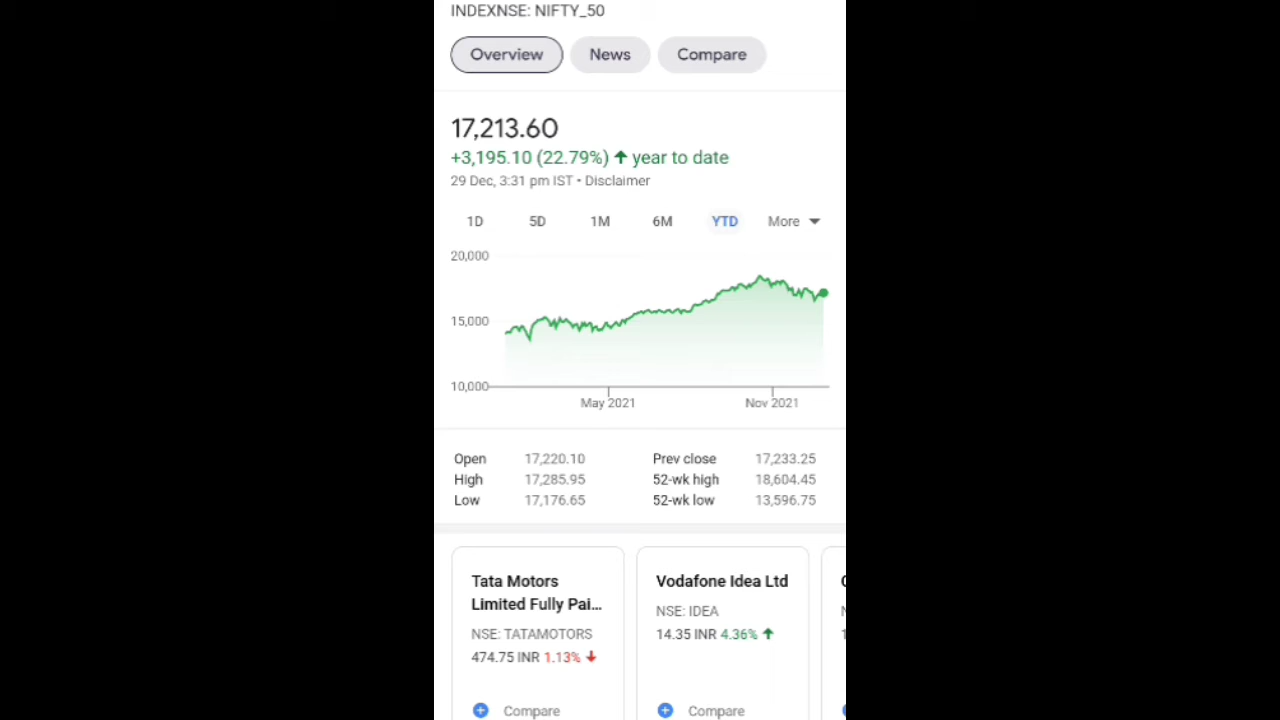 INDEXNSE: NIFTY_50
Overview News Compare
17,213.60
+3,195.10 (22.79%) ↑ year to date
29 Dec, 3:31 pm IST • Disclaimer
1D 5D 1M 6M YTD More
20,000
15,000
10,000
May 2021 Nov 2021
Open 17,220.10 Prev close 17,233.25
High 17,285.95 52-wk high 18,604.45
Low 17,176.65 52-wk low 13,596.75
Tata Motors
Limited Fully Pai...
NSE: TATAMOTORS
474.75 INR 1.13% ↓
Compare
Vodafone Idea Ltd
NSE: IDEA
14.35 INR 4.36% ↑
Compare